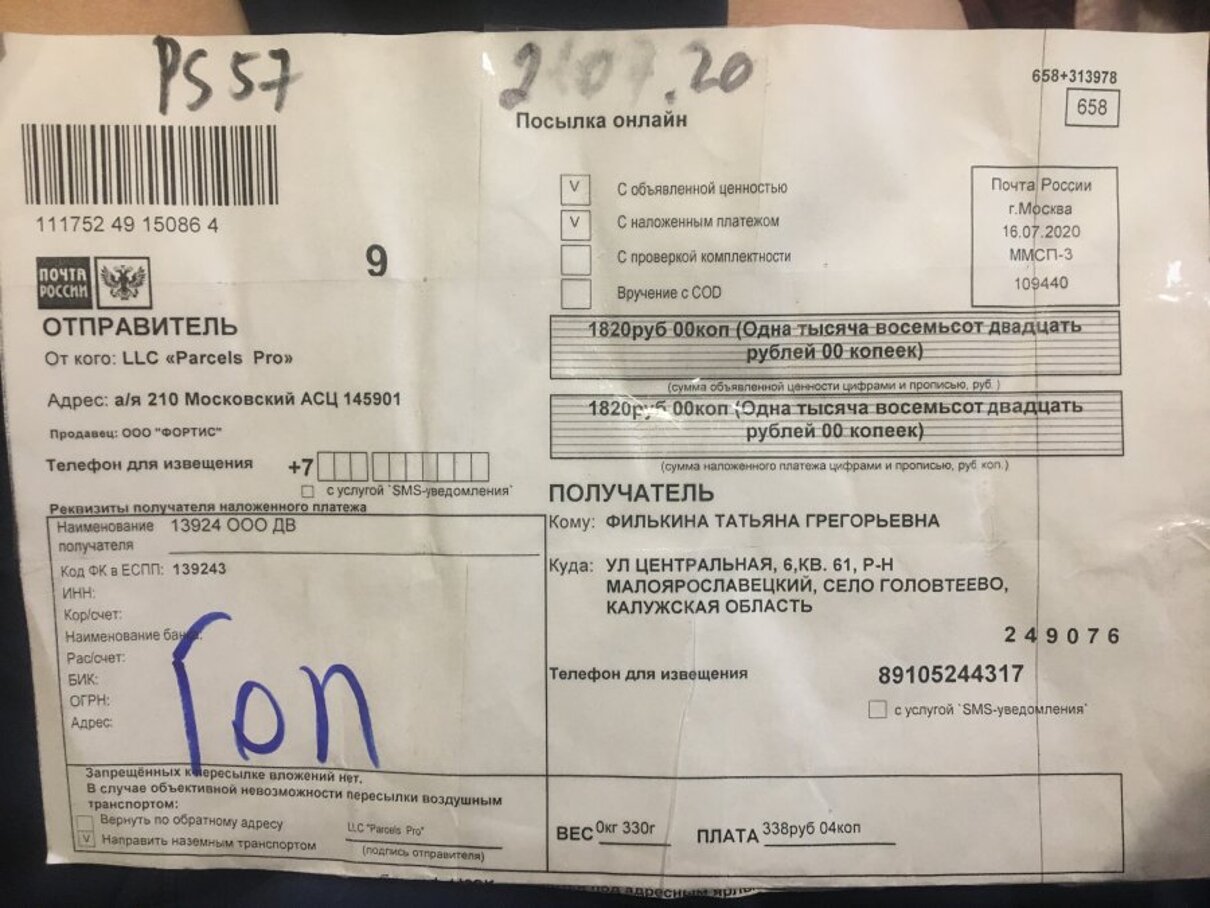 PS 57
2 07.20
658+313978
658
Посылка онлайн
111752 49 15086 4
9
ПОЧТА
РОССИИ
V С объявленной ценностью
V С наложенным платежом
С проверкой комплектности
Вручение с COD
Почта России
г.Москва
16.07.2020
ММСП-3
109440
ОТПРАВИТЕЛЬ
От кого: LLC «Parcels Pro»
Адрес: а/я 210 Московский АСЦ 145901
Продавец: ООО "ФОРТИС"
Телефон для извещения +7
с услугой `SMS-уведомления'
1820руб 00коп (Одна тысяча восемьсот двадцать
рублей 00 копеек)
(сумма объявленной ценности цифрами и прописью, руб.)
1820руб 00коп (Одна тысяча восемьсот двадцать
рублей 00 копеек)
(сумма наложенного платежа цифрами и прописью, руб. коп.)
Реквизиты получателя наложенного платежа
Наименование 13924 ООО ДВ
получателя
Код ФК в ЕСПП: 139243
ИНН:
Кор/счет:
Наименование банка:
Рас/счет:
БИК:
ОГРН:
Адрес:
Гоп
ПОЛУЧАТЕЛЬ
Кому: ФИЛЬКИНА ТАТЬЯНА ГРЕГОРЬЕВНА
Куда: УЛ ЦЕНТРАЛЬНАЯ, 6,КВ. 61, Р-Н
МАЛОЯРОСЛАВЕЦКИЙ, СЕЛО ГОЛОВТЕЕВО,
КАЛУЖСКАЯ ОБЛАСТЬ
249076
Телефон для извещения 89105244317
с услугой `SMS-уведомления'
Запрещённых к пересылке вложений нет.
В случае объективной невозможности пересылки воздушным
транспортом:
Вернуть по обратному адресу
V Направить наземным транспортом
LLC "Parcels Pro"
(подпись отправителя)
ВЕС 0кг 330г ПЛАТА 338руб 04коп